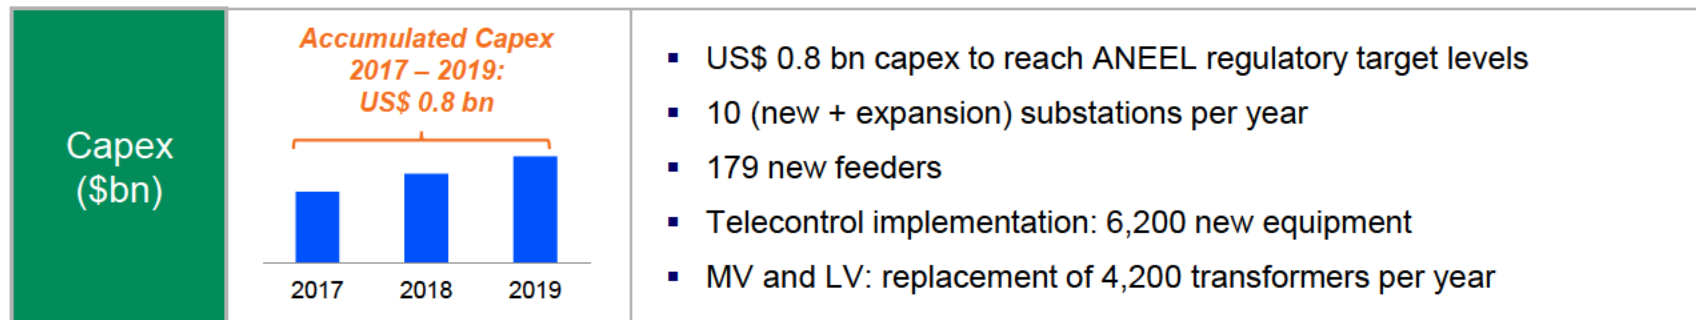 Capex
($bn)
Accumulated Capex
2017 – 2019:
US$ 0.8 bn
2017 2018 2019
▪ US$ 0.8 bn capex to reach ANEEL regulatory target levels
▪ 10 (new + expansion) substations per year
▪ 179 new feeders
▪ Telecontrol implementation: 6,200 new equipment
▪ MV and LV: replacement of 4,200 transformers per year